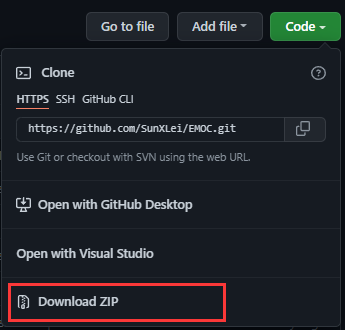 Go to file
Add file
Code
Clone
HTTPS SSH GitHub CLI
https://github.com/SunXLei/EMOC.git
Use Git or checkout with SVN using the web URL.
Open with GitHub Desktop
Open with Visual Studio
Download ZIP